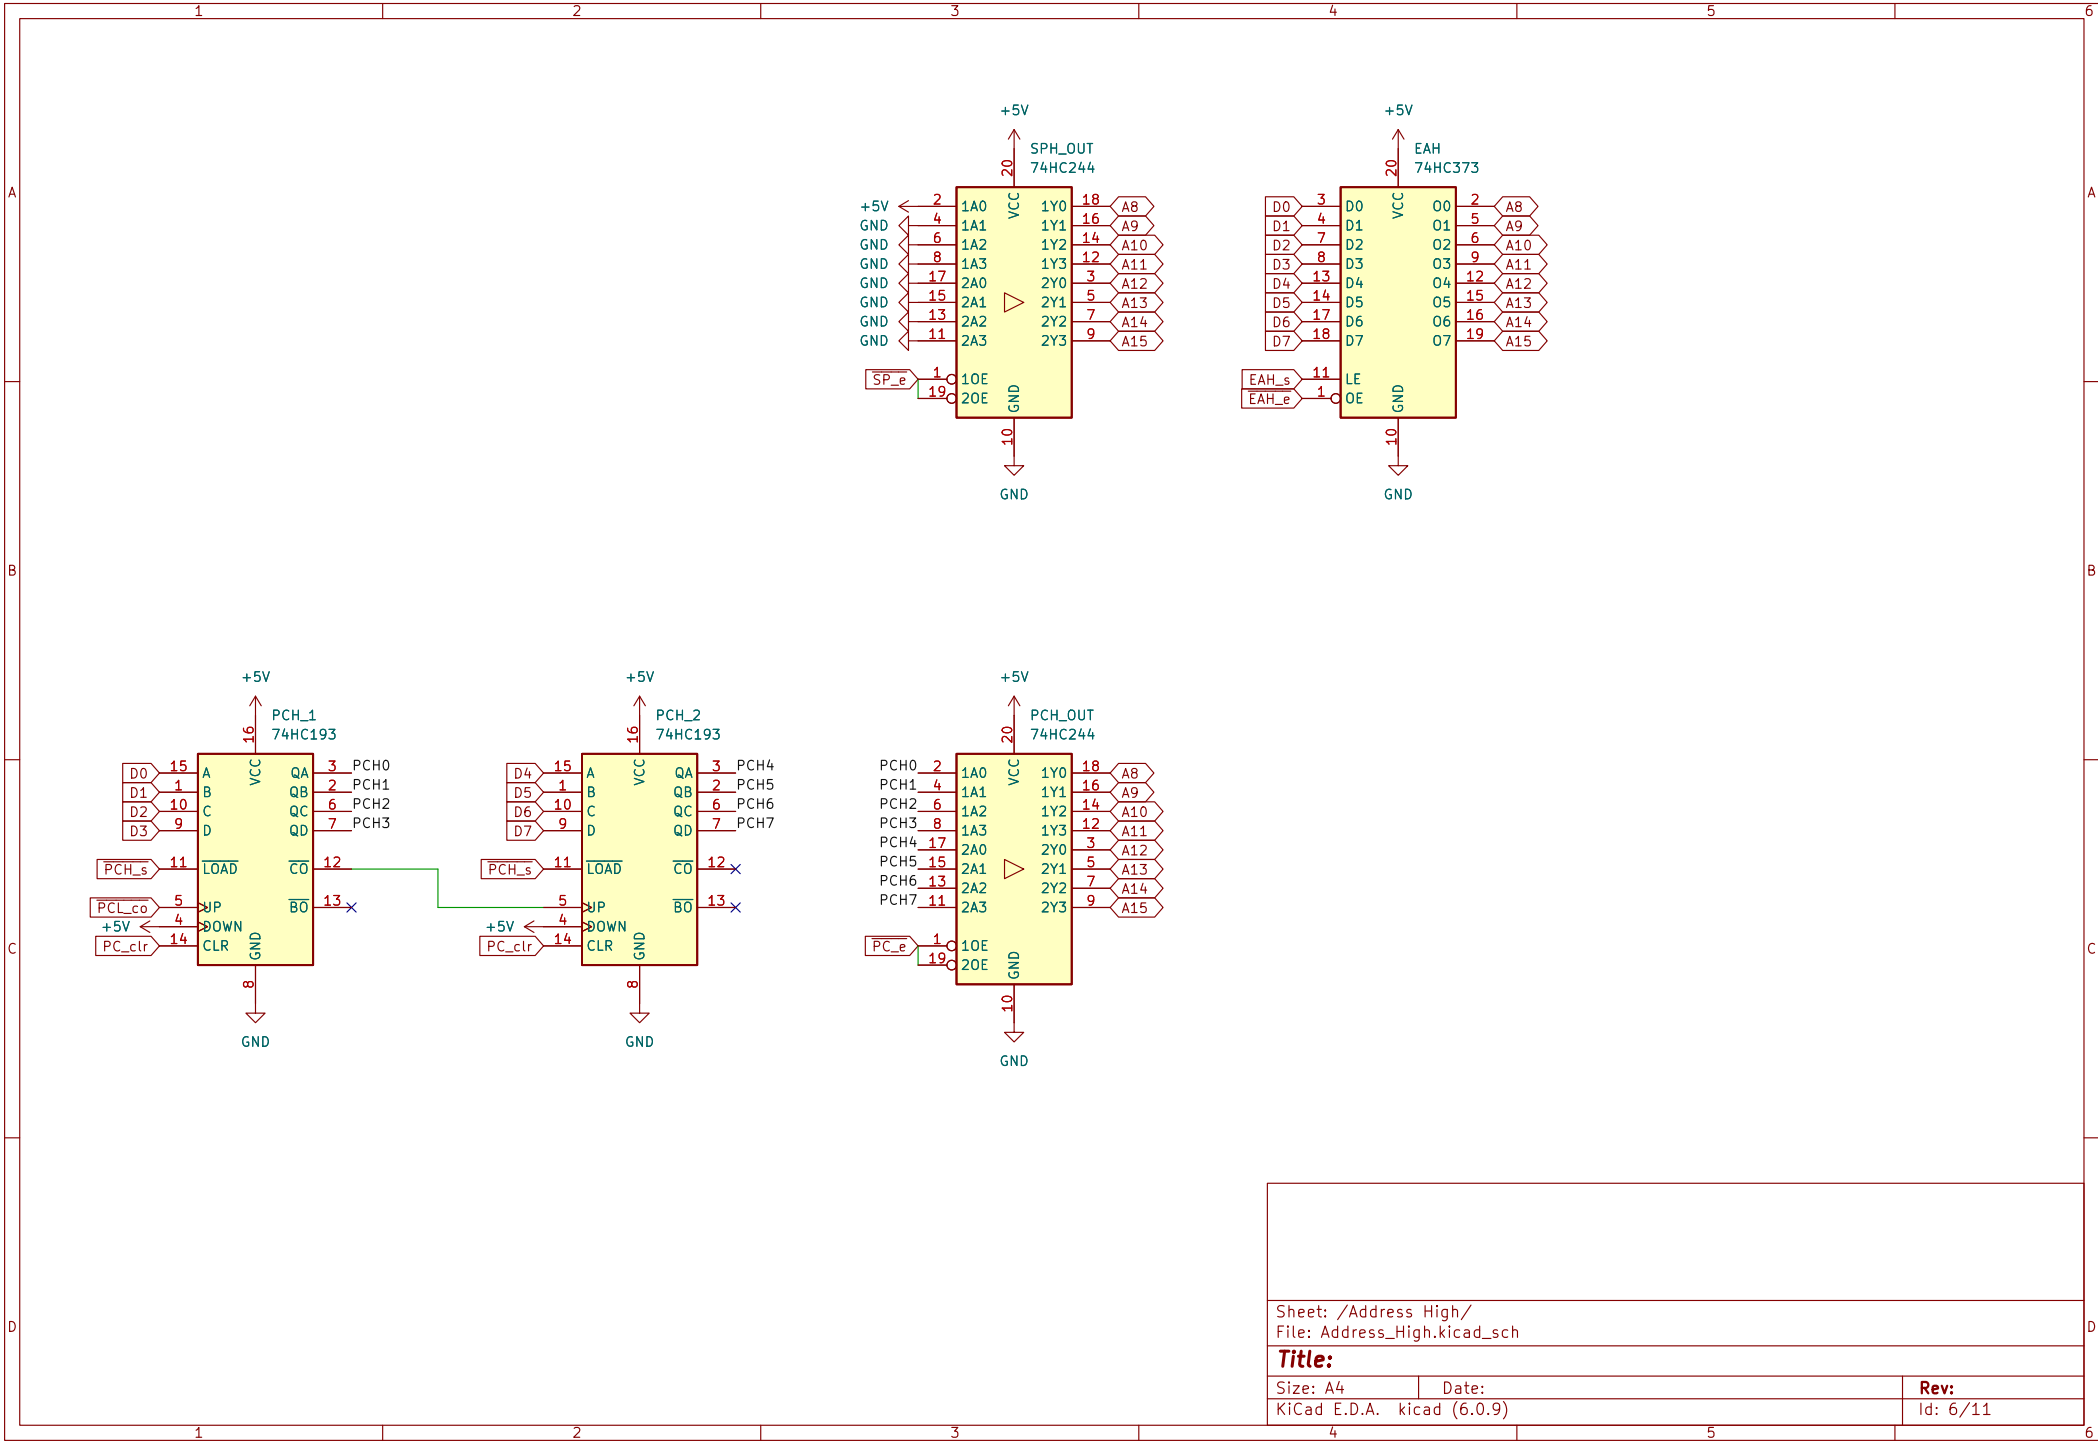 1 2 3 4 5 6
A A
B B
C C
D D
+5V
SPH_OUT
74HC244
20
VCC
+5V 2 1A0 1Y0 18 A8
GND 4 1A1 1Y1 16 A9
GND 6 1A2 1Y2 14 A10
GND 8 1A3 1Y3 12 A11
GND 17 2A0 2Y0 3 A12
GND 15 2A1 2Y1 5 A13
GND 13 2A2 2Y2 7 A14
GND 11 2A3 2Y3 9 A15
SP_e 1 1OE
19 2OE
GND
10
GND
+5V
EAH
74HC373
20
VCC
D0 3 D0 O0 2 A8
D1 4 D1 O1 5 A9
D2 7 D2 O2 6 A10
D3 8 D3 O3 9 A11
D4 13 D4 O4 12 A12
D5 14 D5 O5 15 A13
D6 17 D6 O6 16 A14
D7 18 D7 O7 19 A15
EAH_s 11 LE
EAH_e 1 OE
GND
10
GND
+5V
PCH_1
74HC193
16
VCC
D0 15 A QA 3 PCH0
D1 1 B QB 2 PCH1
D2 10 C QC 6 PCH2
D3 9 D QD 7 PCH3
PCH_s 11 LOAD CO 12
PCL_co 5 UP BO 13
+5V 4 DOWN
PC_clr 14 CLR
GND
8
GND
+5V
PCH_2
74HC193
16
VCC
D4 15 A QA 3 PCH4
D5 1 B QB 2 PCH5
D6 10 C QC 6 PCH6
D7 9 D QD 7 PCH7
PCH_s 11 LOAD CO 12
5 UP BO 13
+5V 4 DOWN
PC_clr 14 CLR
GND
8
GND
+5V
PCH_OUT
74HC244
20
VCC
PCH0 2 1A0 1Y0 18 A8
PCH1 4 1A1 1Y1 16 A9
PCH2 6 1A2 1Y2 14 A10
PCH3 8 1A3 1Y3 12 A11
PCH4 17 2A0 2Y0 3 A12
PCH5 15 2A1 2Y1 5 A13
PCH6 13 2A2 2Y2 7 A14
PCH7 11 2A3 2Y3 9 A15
PC_e 1 1OE
19 2OE
GND
10
GND
Sheet: /Address High/
File: Address_High.kicad_sch
Title:
Size: A4 Date: Rev:
KiCad E.D.A. kicad (6.0.9) Id: 6/11
1 2 3 4 5 6